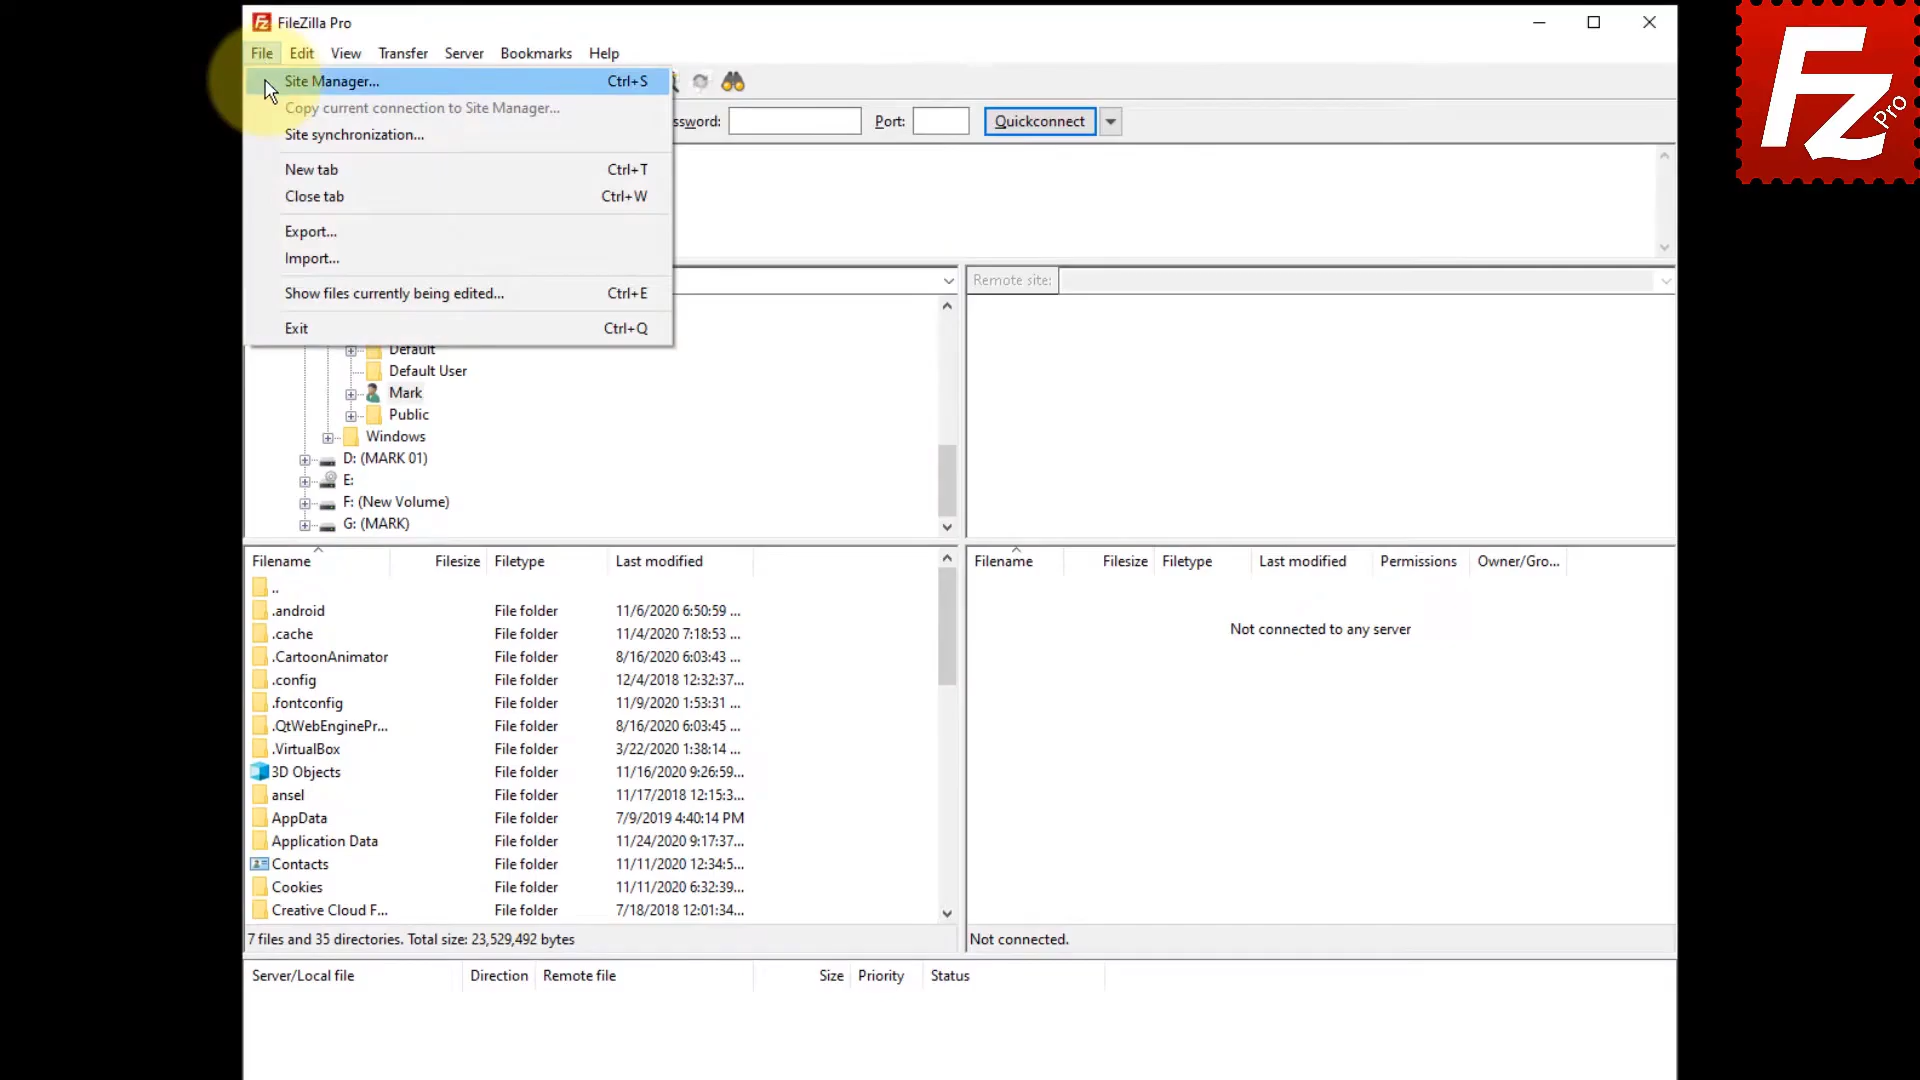 FileZilla Pro
File Edit View Transfer Server Bookmarks Help
Site Manager... Ctrl+S
Copy current connection to Site Manager...
Site synchronization...
New tab Ctrl+T
Close tab Ctrl+W
Export...
Import...
Show files currently being edited... Ctrl+E
Exit Ctrl+Q
ssword: Port: Quickconnect
Remote site:
Default
Default User
Mark
Public
Windows
D: (MARK 01)
E:
F: (New Volume)
G: (MARK)
Filename Filesize Filetype Last modified
..
.android File folder 11/6/2020 6:50:59 ...
.cache File folder 11/4/2020 7:18:53 ...
.CartoonAnimator File folder 8/16/2020 6:03:43 ...
.config File folder 12/4/2018 12:32:37...
.fontconfig File folder 11/9/2020 1:53:31 ...
.QtWebEnginePr... File folder 8/16/2020 6:03:45 ...
.VirtualBox File folder 3/22/2020 1:38:14 ...
3D Objects File folder 11/16/2020 9:26:59...
ansel File folder 11/17/2018 12:15:3...
AppData File folder 7/9/2019 4:40:14 PM
Application Data File folder 11/24/2020 9:17:37...
Contacts File folder 11/11/2020 12:34:5...
Cookies File folder 11/11/2020 6:32:39...
Creative Cloud F... File folder 7/18/2018 12:01:34...
7 files and 35 directories. Total size: 23,529,492 bytes
Filename Filesize Filetype Last modified Permissions Owner/Gro...
Not connected to any server
Not connected.
Server/Local file Direction Remote file Size Priority Status
Fz Pro